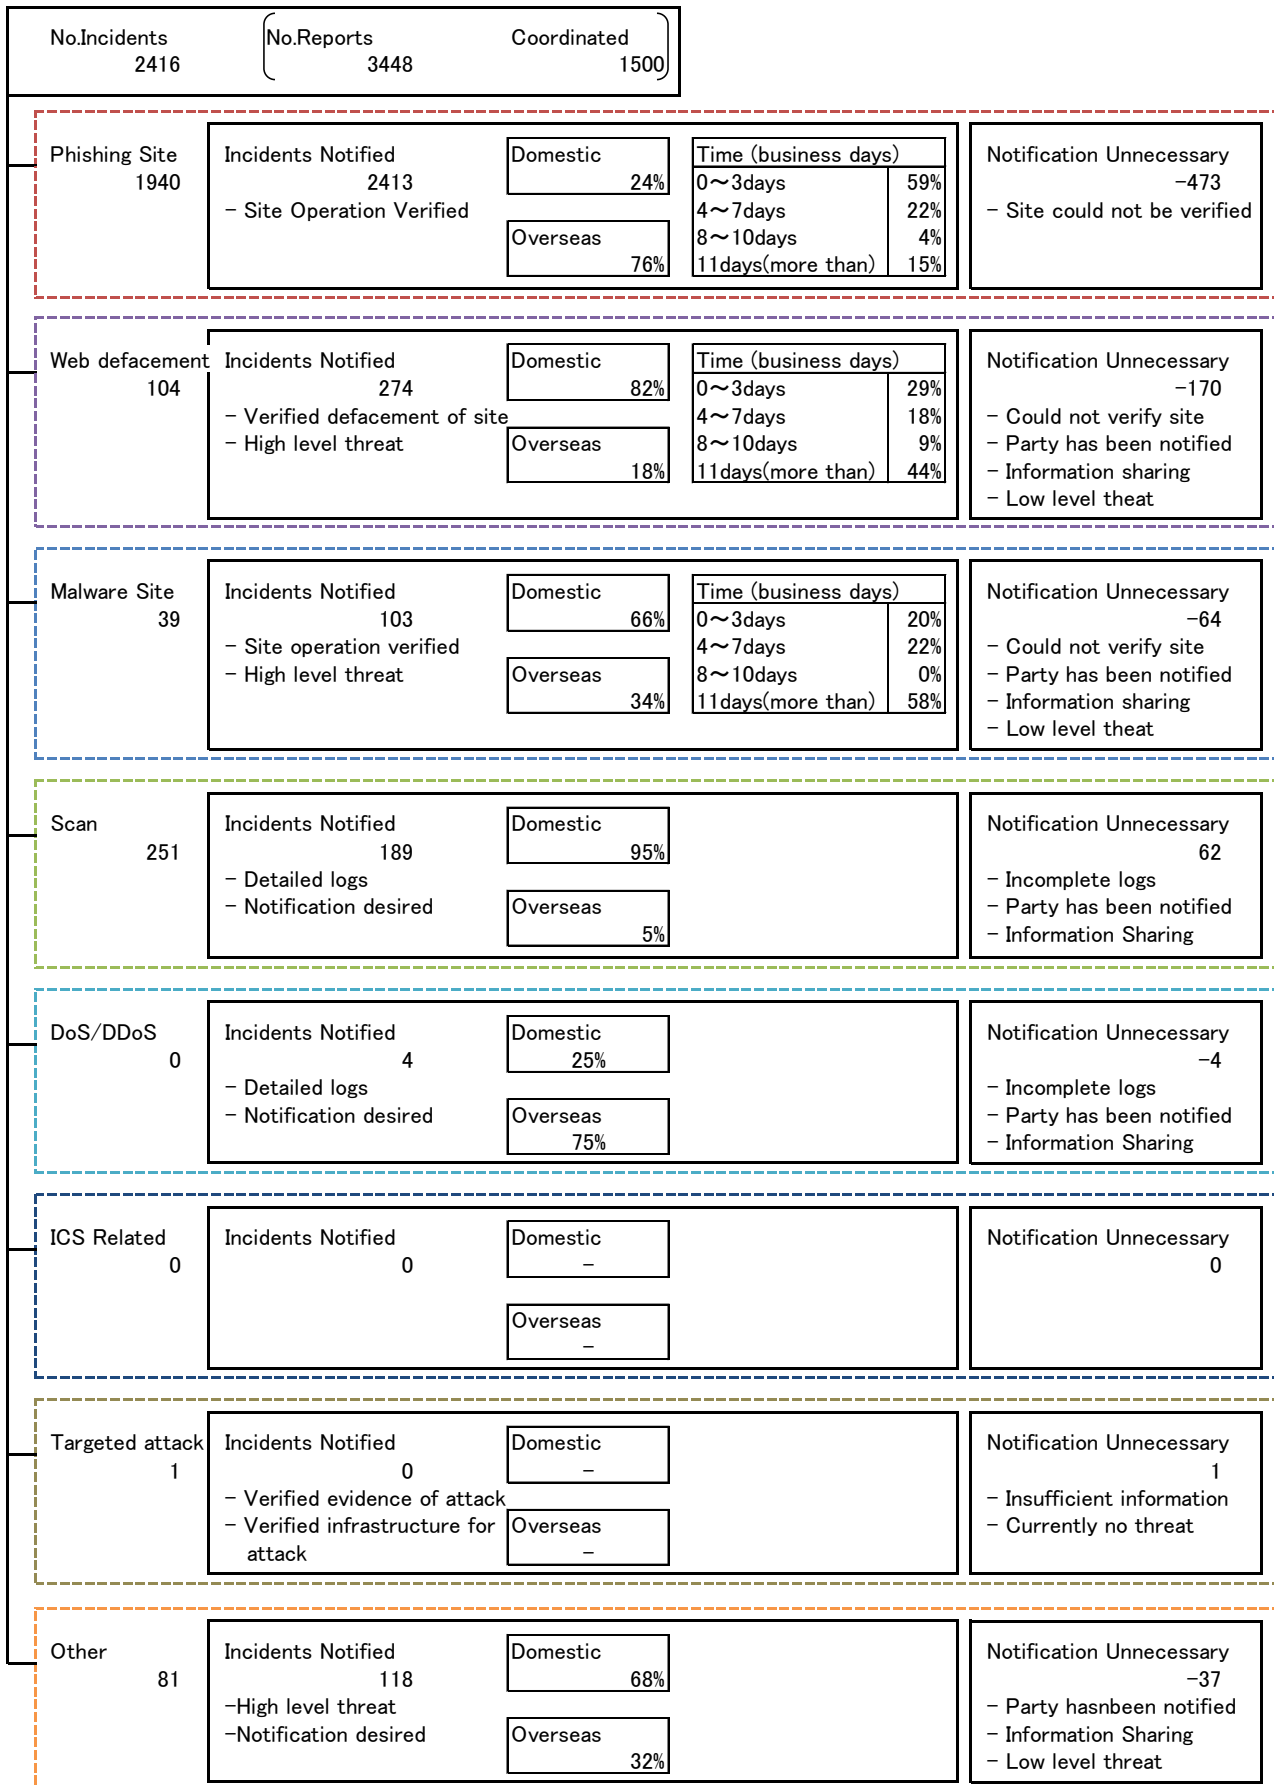 No.Incidents No.Reports Coordinated
2416 3448 1500
Phishing Site
1940
Incidents Notified
2413
- Site Operation Verified
Domestic
24%
Overseas
76%
Time (business days)
0～3days 59%
4～7days 22%
8～10days 4%
11days(more than) 15%
Notification Unnecessary
-473
- Site could not be verified
Web defacement
104
Incidents Notified
274
- Verified defacement of site
- High level threat
Domestic
82%
Overseas
18%
Time (business days)
0～3days 29%
4～7days 18%
8～10days 9%
11days(more than) 44%
Notification Unnecessary
-170
- Could not verify site
- Party has been notified
- Information sharing
- Low level theat
Malware Site
39
Incidents Notified
103
- Site operation verified
- High level threat
Domestic
66%
Overseas
34%
Time (business days)
0～3days 20%
4～7days 22%
8～10days 0%
11days(more than) 58%
Notification Unnecessary
-64
- Could not verify site
- Party has been notified
- Information sharing
- Low level theat
Scan
251
Incidents Notified
189
- Detailed logs
- Notification desired
Domestic
95%
Overseas
5%
Notification Unnecessary
62
- Incomplete logs
- Party has been notified
- Information Sharing
DoS/DDoS
0
Incidents Notified
4
- Detailed logs
- Notification desired
Domestic
25%
Overseas
75%
Notification Unnecessary
-4
- Incomplete logs
- Party has been notified
- Information Sharing
ICS Related
0
Incidents Notified
0
Domestic
-
Overseas
-
Notification Unnecessary
0
Targeted attack
1
Incidents Notified
0
- Verified evidence of attack
- Verified infrastructure for
attack
Domestic
-
Overseas
-
Notification Unnecessary
1
- Insufficient information
- Currently no threat
Other
81
Incidents Notified
118
-High level threat
-Notification desired
Domestic
68%
Overseas
32%
Notification Unnecessary
-37
- Party hasnbeen notified
- Information Sharing
- Low level threat